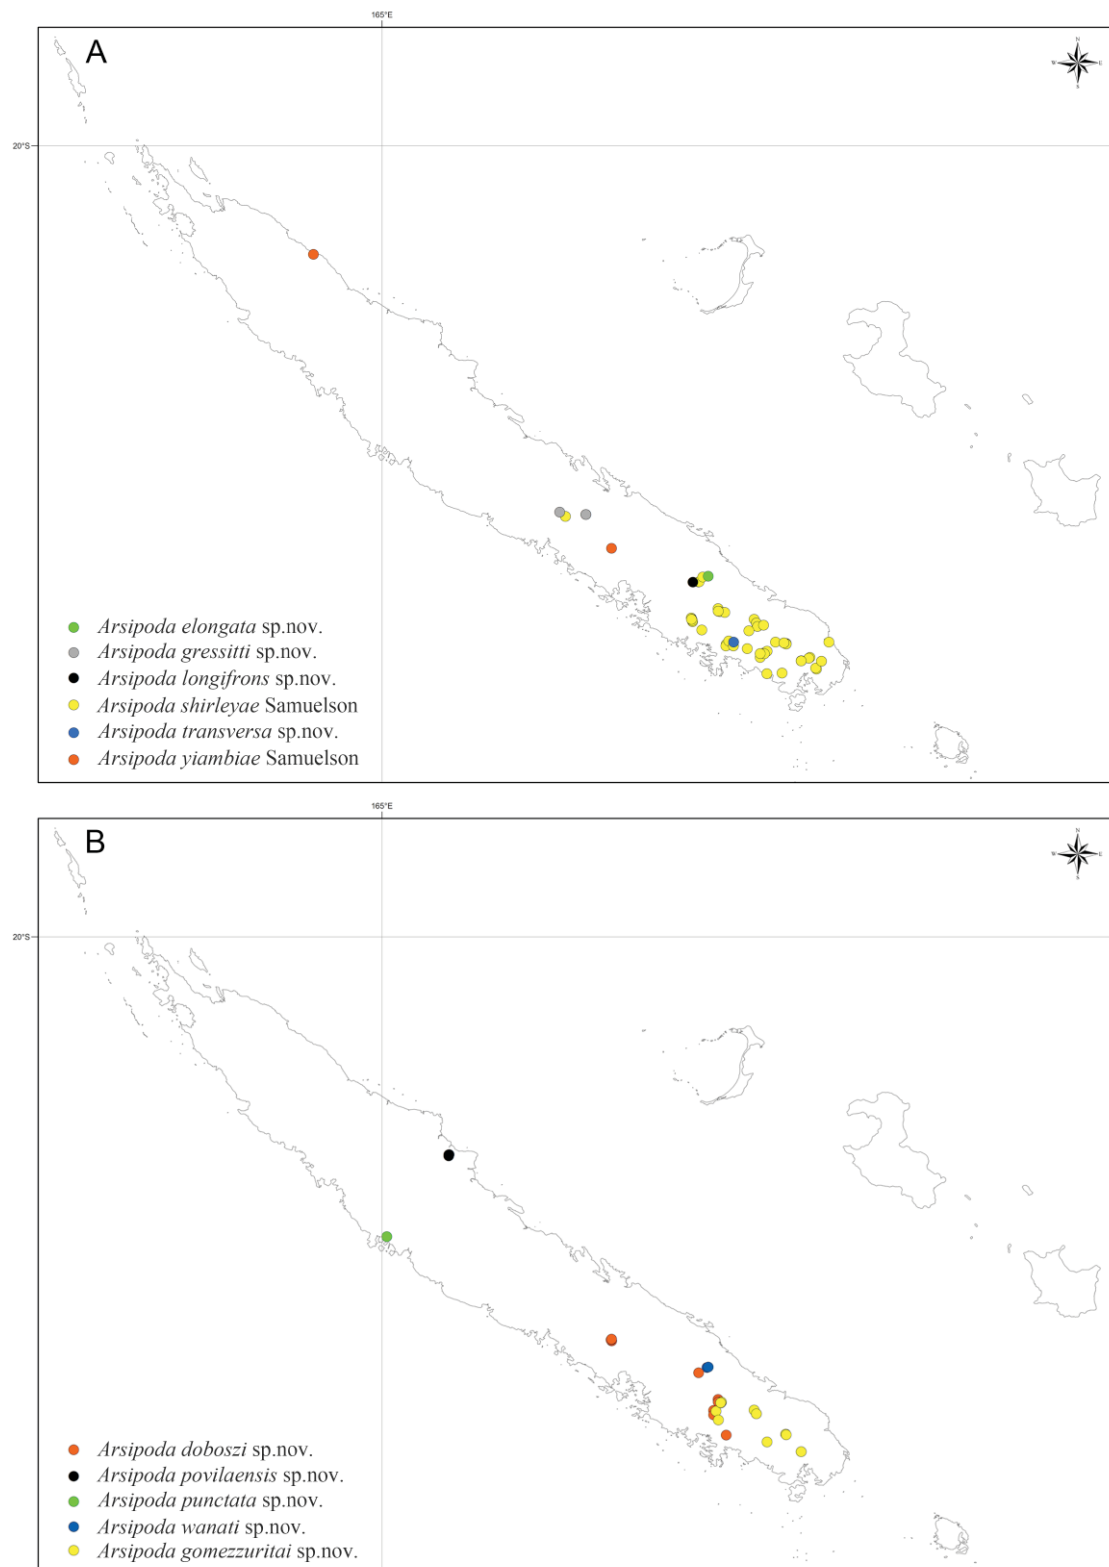 165°E
A
N
W E
S
20°S
Arsipoda elongata sp.nov.
Arsipoda gressitti sp.nov.
Arsipoda longifrons sp.nov.
Arsipoda shirleyae Samuelson
Arsipoda transversa sp.nov.
Arsipoda yiambiae Samuelson
165°E
B
N
W E
S
20°S
Arsipoda doboszi sp.nov.
Arsipoda povilaensis sp.nov.
Arsipoda punctata sp.nov.
Arsipoda wanati sp.nov.
Arsipoda gomezzuritai sp.nov.